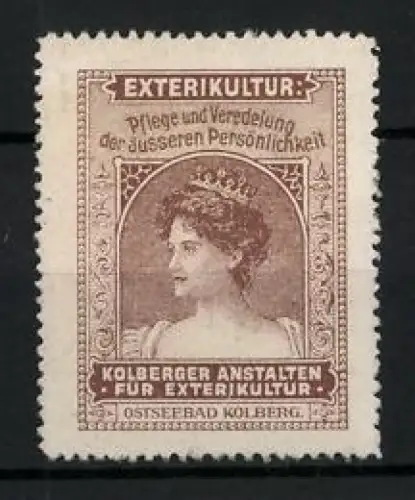 EXTERIKULTUR:
Pflege und Veredelung
der äusseren Persönlichkeit
KOLBERGER ANSTALTEN
· FÜR EXTERIKULTUR ·
OSTSEEBAD KOLBERG.